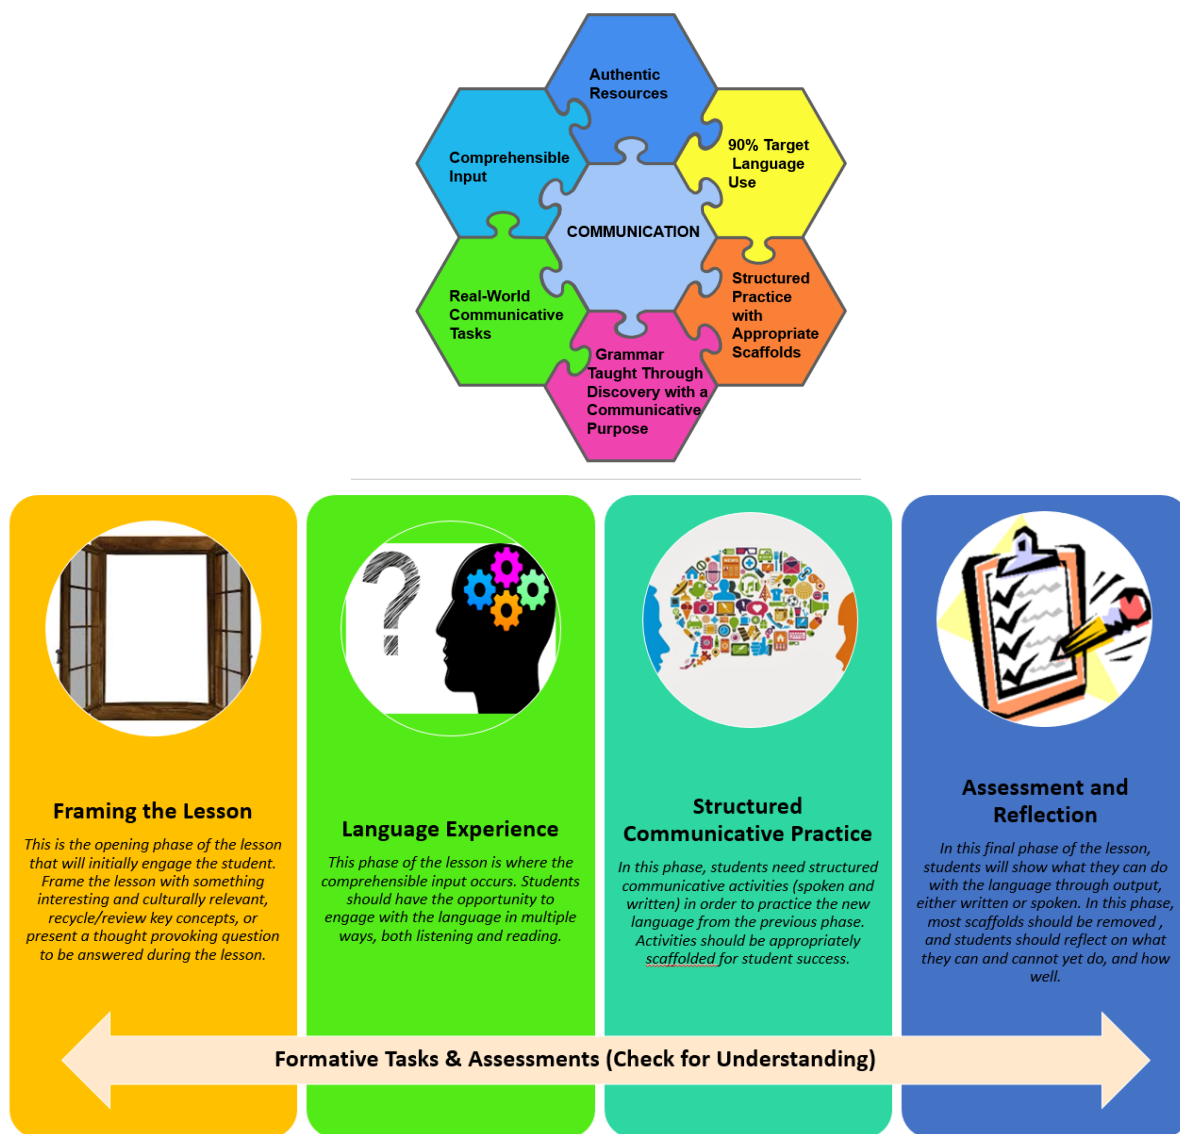 Authentic
Resources
Comprehensible
Input
90% Target
Language
Use
COMMUNICATION
Real-World
Communicative
Tasks
Structured
Practice
with
Appropriate
Scaffolds
Grammar
Taught Through
Discovery with a
Communicative
Purpose
Framing the Lesson
This is the opening phase of the lesson
that will initially engage the student.
Frame the lesson with something
interesting and culturally relevant,
recycle/review key concepts, or
present a thought provoking question
to be answered during the lesson.
?
Language Experience
This phase of the lesson is where the
comprehensible input occurs. Students
should have the opportunity to
engage with the language in multiple
ways, both listening and reading.
Structured
Communicative Practice
In this phase, students need structured
communicative activities (spoken and
written) in order to practice the new
language from the previous phase.
Activities should be appropriately
scaffolded for student success.
Assessment and
Reflection
In this final phase of the lesson,
students will show what they can do
with the language through output,
either written or spoken. In this phase,
most scaffolds should be removed ,
and students should reflect on what
they can and cannot yet do, and how
well.
Formative Tasks & Assessments (Check for Understanding)